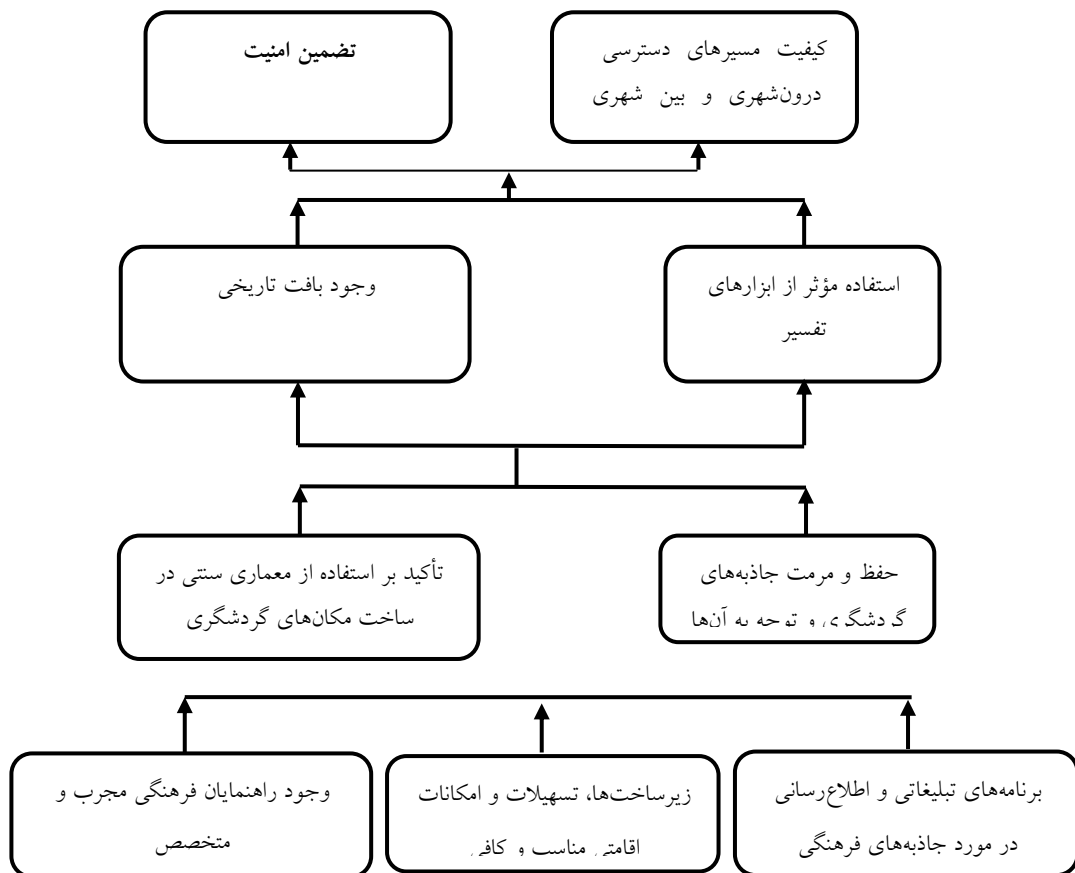 کیفیت مسیرهای دسترسی
درون‌شهری و بین شهری
تضمین امنیت
استفاده مؤثر از ابزارهای
تفسیر
وجود بافت تاریخی
حفظ و مرمت جاذبه‌های
گردشگری و توجه به آن‌ها
تأکید بر استفاده از معماری سنتی در
ساخت مکان‌های گردشگری
برنامه‌های تبلیغاتی و اطلاع‌رسانی
در مورد جاذبه‌های فرهنگی
زیرساخت‌ها، تسهیلات و امکانات
اقامتی مناسب و کافی
وجود راهنمایان فرهنگی مجرب و
متخصص